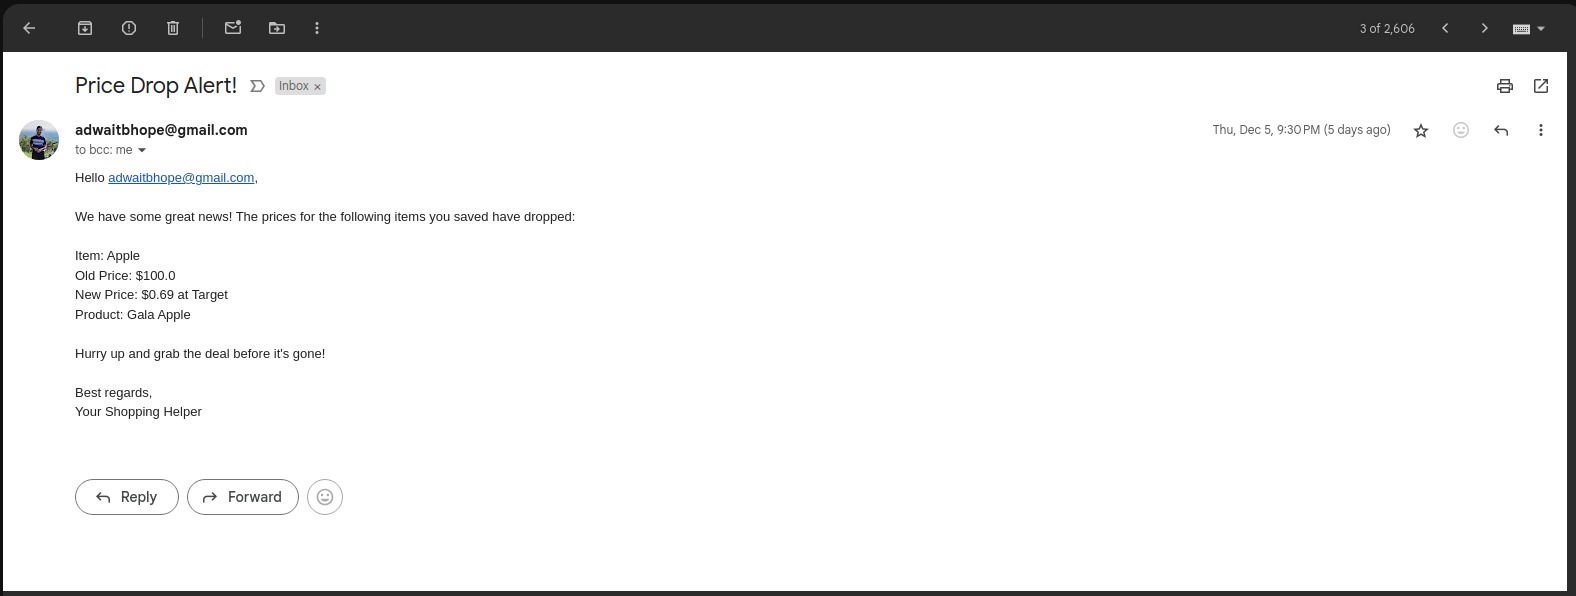 3 of 2,606
Price Drop Alert!
Inbox ×
adwaitbhope@gmail.com
Thu, Dec 5, 9:30 PM (5 days ago)
to bcc: me
Hello adwaitbhope@gmail.com,
We have some great news! The prices for the following items you saved have dropped:
Item: Apple
Old Price: $100.0
New Price: $0.69 at Target
Product: Gala Apple
Hurry up and grab the deal before it's gone!
Best regards,
Your Shopping Helper
Reply
Forward